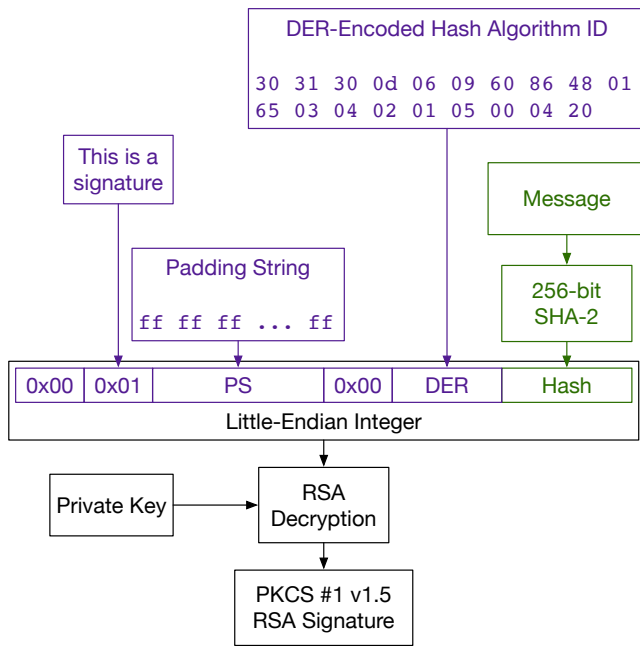 DER-Encoded Hash Algorithm ID
30 31 30 0d 06 09 60 86 48 01
65 03 04 02 01 05 00 04 20
This is a
signature
Message
Padding String
ff ff ff ... ff
256-bit
SHA-2
0x00 0x01 PS 0x00 DER Hash
Little-Endian Integer
Private Key
RSA
Decryption
PKCS #1 v1.5
RSA Signature